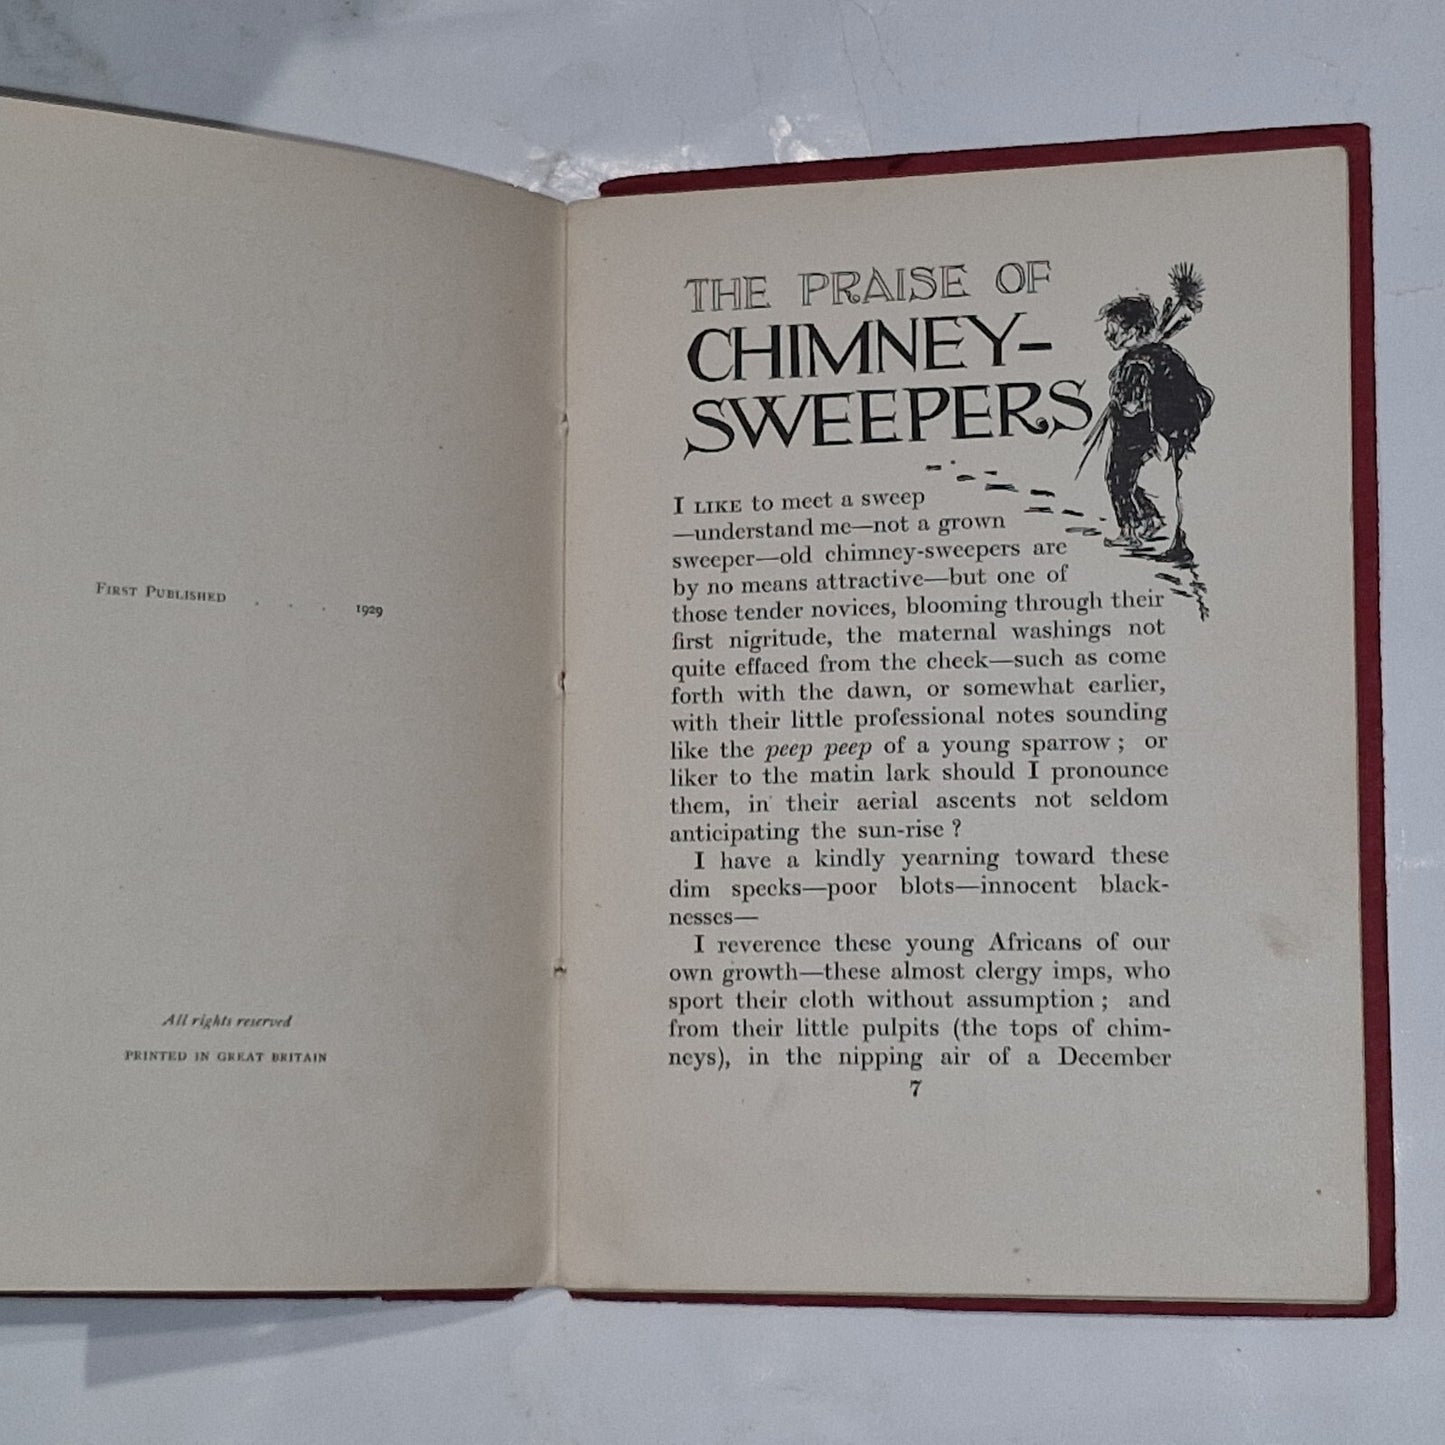 First Published . . . 1929
All rights reserved
PRINTED IN GREAT BRITAIN
THE PRAISE OF
CHIMNEY-
SWEEPERS
I LIKE to meet a sweep
—understand me—not a grown
sweeper—old chimney-sweepers are
by no means attractive—but one of
those tender novices, blooming through their
first nigritude, the maternal washings not
quite effaced from the cheek—such as come
forth with the dawn, or somewhat earlier,
with their little professional notes sounding
like the peep peep of a young sparrow ; or
liker to the matin lark should I pronounce
them, in their aerial ascents not seldom
anticipating the sun-rise ?
I have a kindly yearning toward these
dim specks—poor blots—innocent black-
nesses—
I reverence these young Africans of our
own growth—these almost clergy imps, who
sport their cloth without assumption ; and
from their little pulpits (the tops of chim-
neys), in the nipping air of a December
7